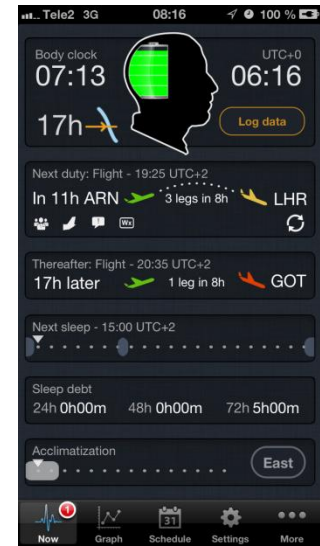 Tele2 3G 08:16 100 %
Body clock UTC+0
07:13 06:16
17h Log data
Next duty: Flight - 19:25 UTC+2
In 11h ARN 3 legs in 8h LHR
Wx
Thereafter: Flight - 20:35 UTC+2
17h later 1 leg in 8h GOT
Next sleep - 15:00 UTC+2
Sleep debt
24h 0h00m 48h 0h00m 72h 5h00m
Acclimatization
East
1
31
Now Graph Schedule Settings More